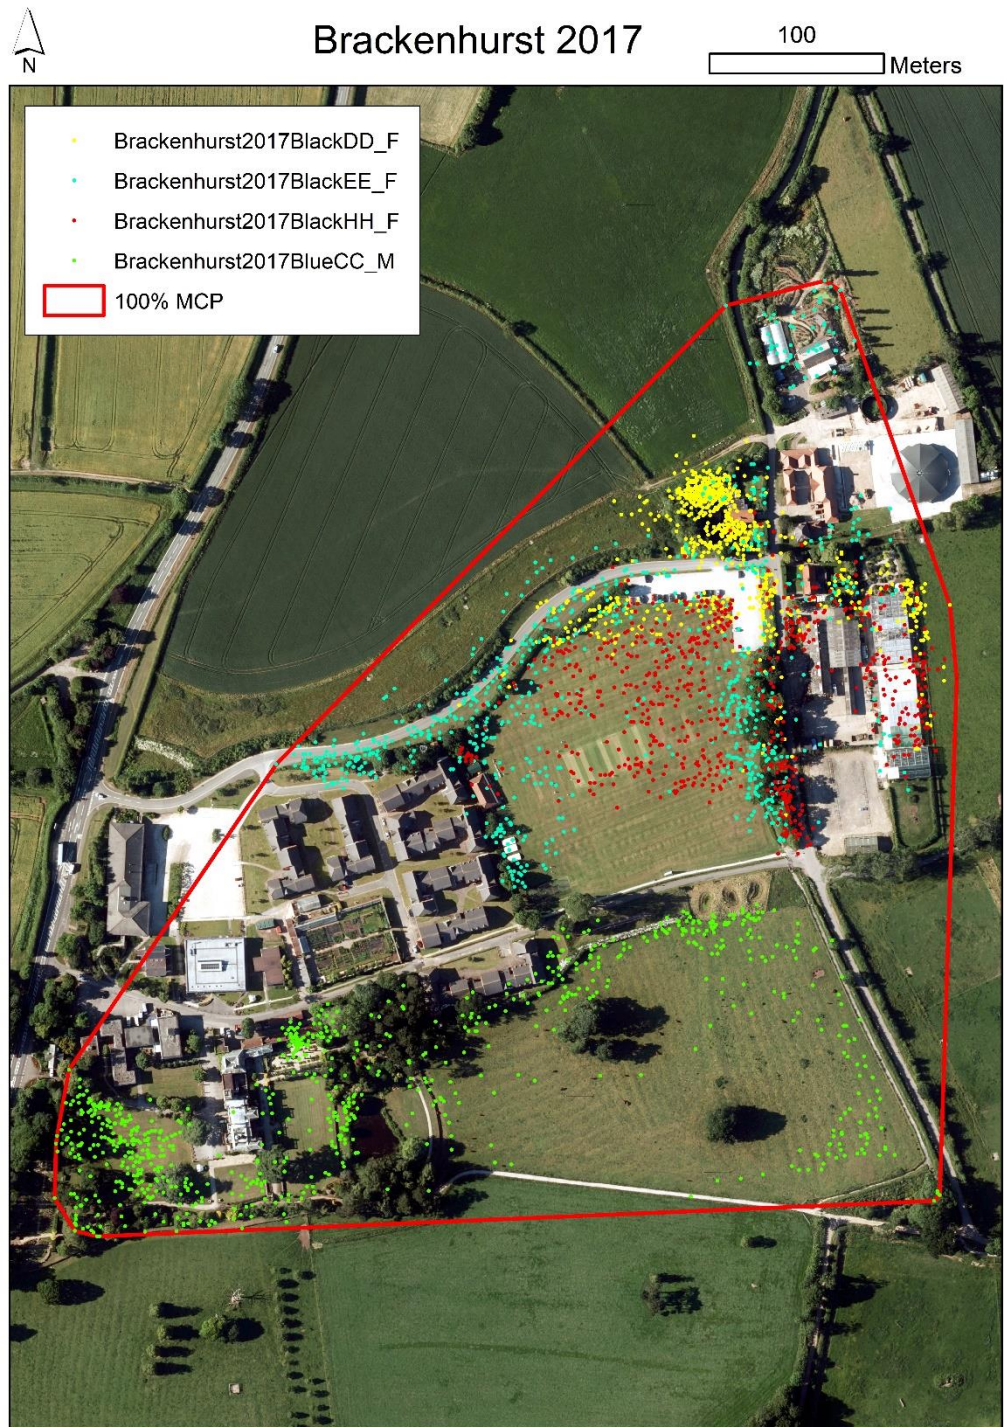 Brackenhurst 2017
100
Meters
N
Brackenhurst2017BlackDD_F
Brackenhurst2017BlackEE_F
Brackenhurst2017BlackHH_F
Brackenhurst2017BlueCC_M
100% MCP